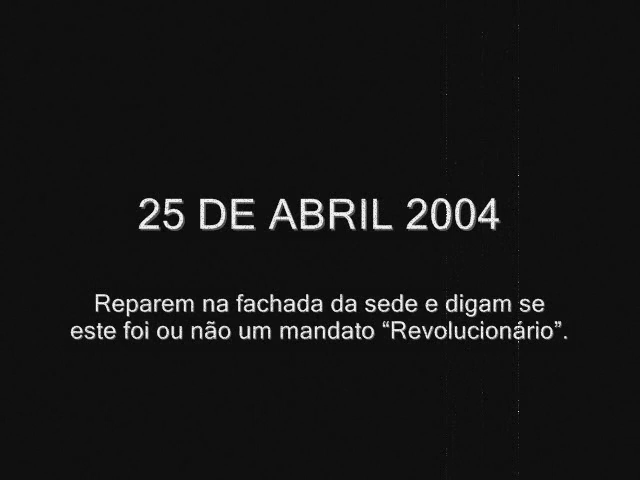 25 DE ABRIL 2004
Reparem na fachada da sede e digam se
este foi ou não um mandato “Revolucionário”.